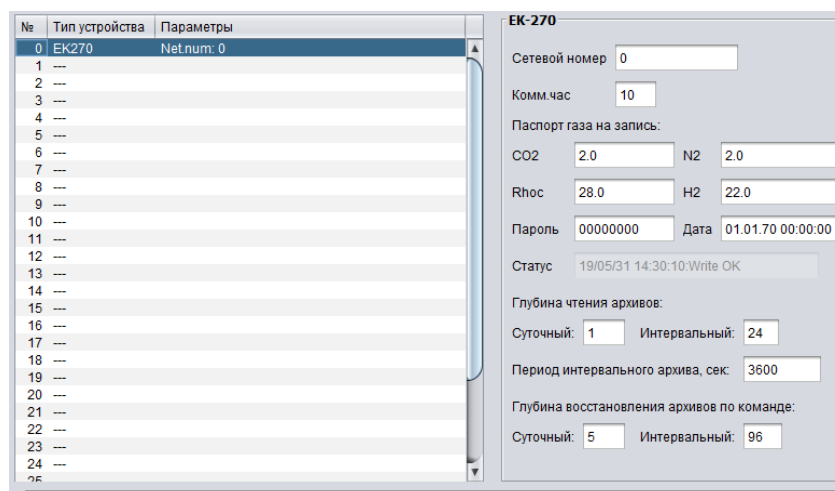 № Тип устройства Параметры
0 EK270 Net.num: 0
1 ---
2 ---
3 ---
4 ---
5 ---
6 ---
7 ---
8 ---
9 ---
10 ---
11 ---
12 ---
13 ---
14 ---
15 ---
16 ---
17 ---
18 ---
19 ---
20 ---
21 ---
22 ---
23 ---
24 ---
25
EK-270
Сетевой номер 0
Комм.час 10
Паспорт газа на запись:
CO2 2.0 N2 2.0
Rhoc 28.0 H2 22.0
Пароль 00000000 Дата 01.01.70 00:00:00
Статус 19/05/31 14:30:10:Write OK
Глубина чтения архивов:
Суточный: 1 Интервальный: 24
Период интервального архива, сек: 3600
Глубина восстановления архивов по команде:
Суточный: 5 Интервальный: 96